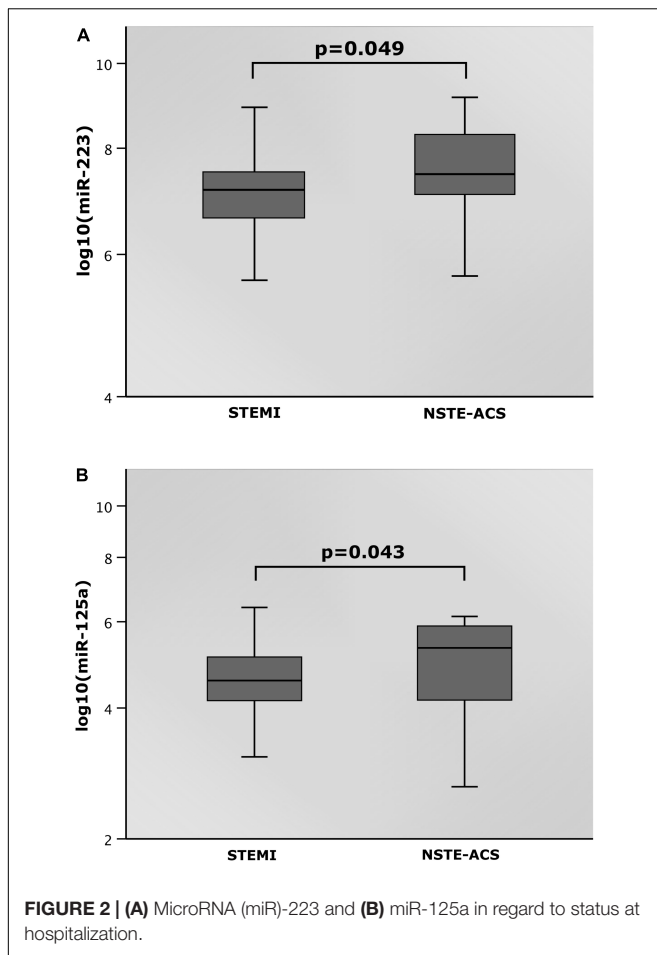 A
p=0.049
10
8
6
4
log10(miR-223)
STEMI
NSTE-ACS
B
p=0.043
10
8
6
4
2
log10(miR-125a)
STEMI
NSTE-ACS
FIGURE 2 | (A) MicroRNA (miR)-223 and (B) miR-125a in regard to status at
hospitalization.